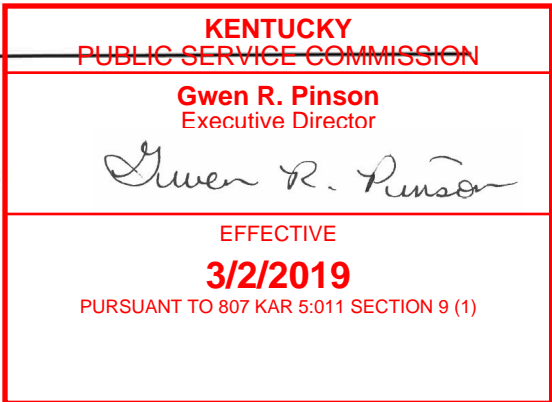 KENTUCKY
PUBLIC SERVICE COMMISSION
Gwen R. Pinson
Executive Director
Gwen R. Pinson
EFFECTIVE
3/2/2019
PURSUANT TO 807 KAR 5:011 SECTION 9 (1)